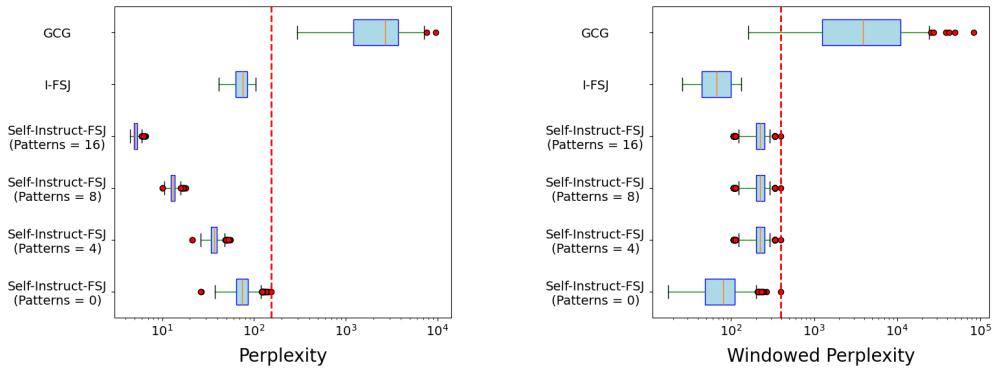 GCG
I-FSJ
Self-Instruct-FSJ
(Patterns = 16)
Self-Instruct-FSJ
(Patterns = 8)
Self-Instruct-FSJ
(Patterns = 4)
Self-Instruct-FSJ
(Patterns = 0)
10¹ 10² 10³ 10⁴
Perplexity
GCG
I-FSJ
Self-Instruct-FSJ
(Patterns = 16)
Self-Instruct-FSJ
(Patterns = 8)
Self-Instruct-FSJ
(Patterns = 4)
Self-Instruct-FSJ
(Patterns = 0)
10² 10³ 10⁴ 10⁵
Windowed Perplexity